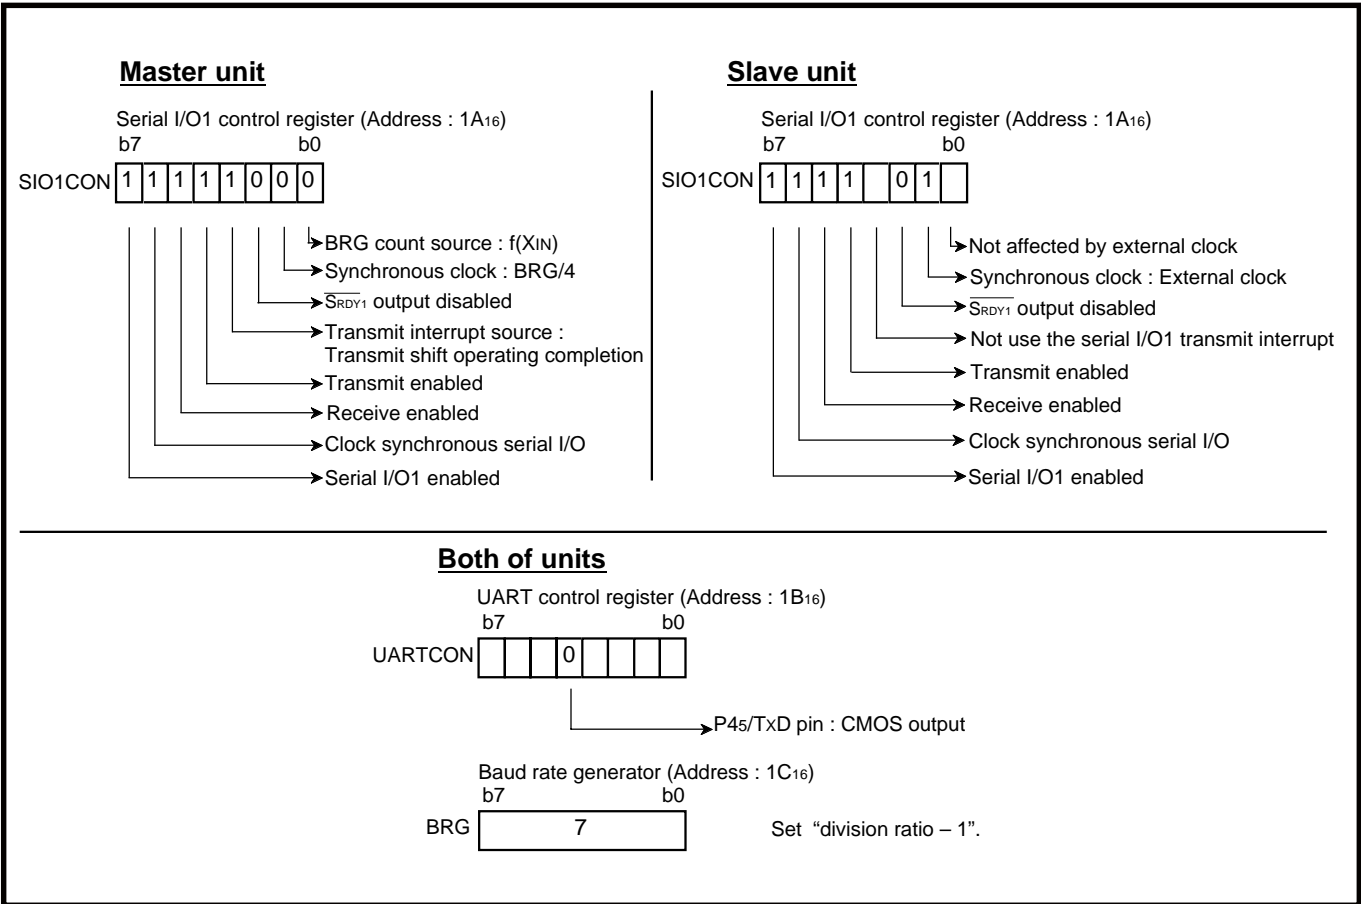 Master unit
Serial I/O1 control register (Address : 1A16)
b7 b0
SIO1CON 1 1 1 1 1 0 0 0
BRG count source : f(XIN)
Synchronous clock : BRG/4
SRDY1 output disabled
Transmit interrupt source :
Transmit shift operating completion
Transmit enabled
Receive enabled
Clock synchronous serial I/O
Serial I/O1 enabled
Slave unit
Serial I/O1 control register (Address : 1A16)
b7 b0
SIO1CON 1 1 1 1 0 1
Not affected by external clock
Synchronous clock : External clock
SRDY1 output disabled
Not use the serial I/O1 transmit interrupt
Transmit enabled
Receive enabled
Clock synchronous serial I/O
Serial I/O1 enabled
Both of units
UART control register (Address : 1B16)
b7 b0
UARTCON 0
P45/TxD pin : CMOS output
Baud rate generator (Address : 1C16)
b7 b0
BRG 7 Set “division ratio – 1”.